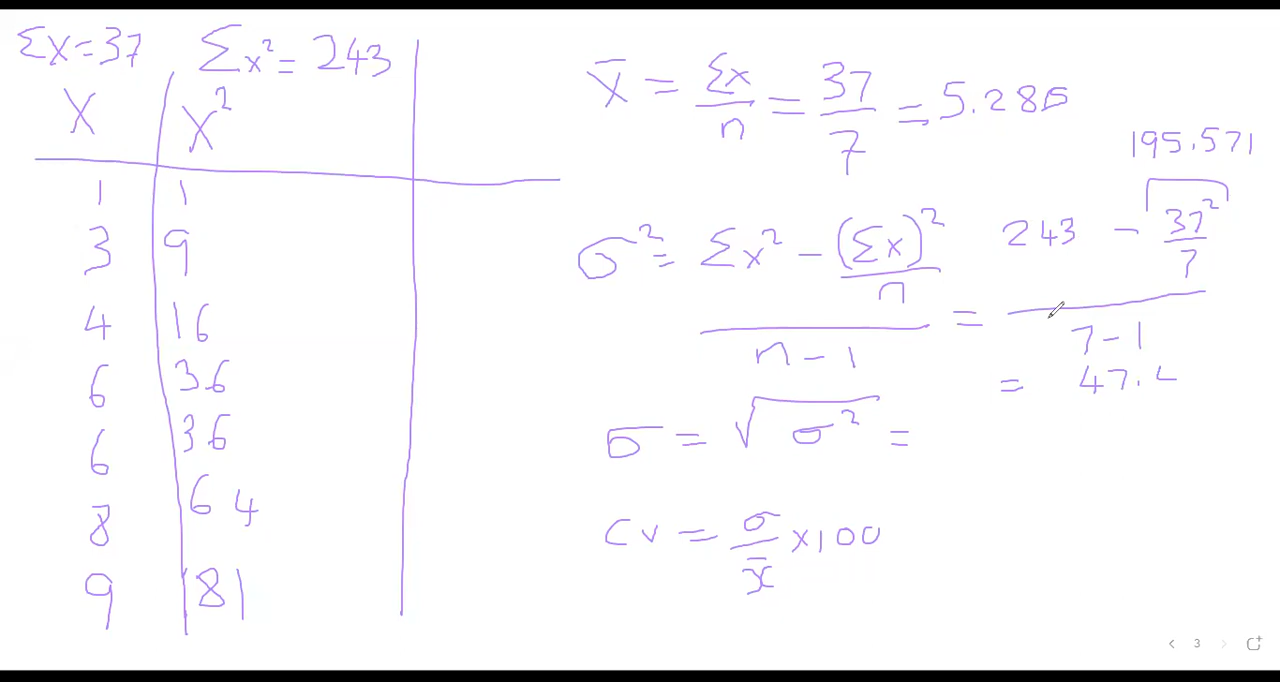 Σx=37 Σx²= 243
X X²
1 1
3 9
4 16
6 36
6 36
8 64
9 81
X̄ = Σx/n = 37/7 = 5.285
195.571
σ² = (Σx² - (Σx)²/n) / (n-1) = (243 - 37²/7) / (7-1)
= 47.4
σ = √σ² =
CV = σ/x̄ ×100
3